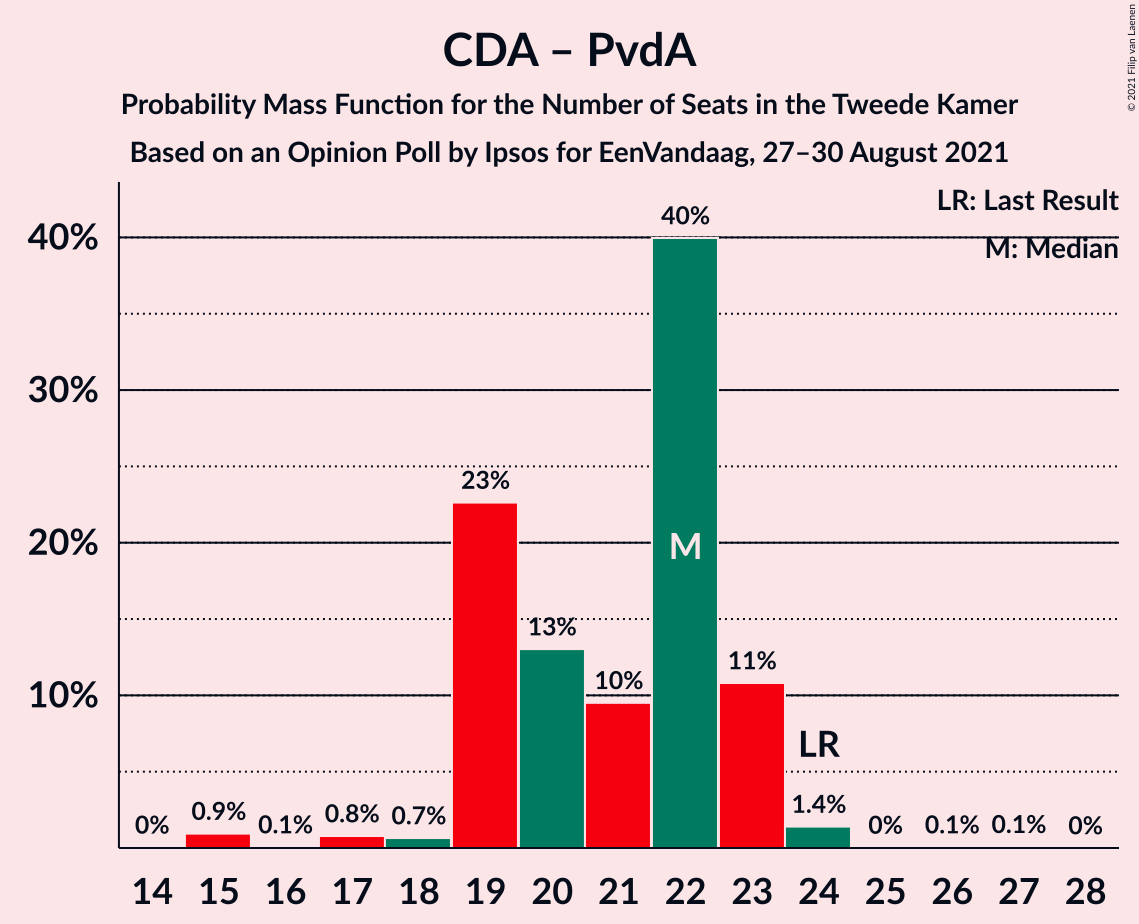 CDA – PvdA
Probability Mass Function for the Number of Seats in the Tweede Kamer
Based on an Opinion Poll by Ipsos for EenVandaag, 27–30 August 2021
© 2021 Filip van Laenen
LR: Last Result
M: Median
40%
30%
20%
10%
0%
0.9%
0.1%
0.8%
0.7%
23%
13%
10%
40%
M
11%
LR
1.4%
0%
0.1%
0.1%
0%
14 15 16 17 18 19 20 21 22 23 24 25 26 27 28